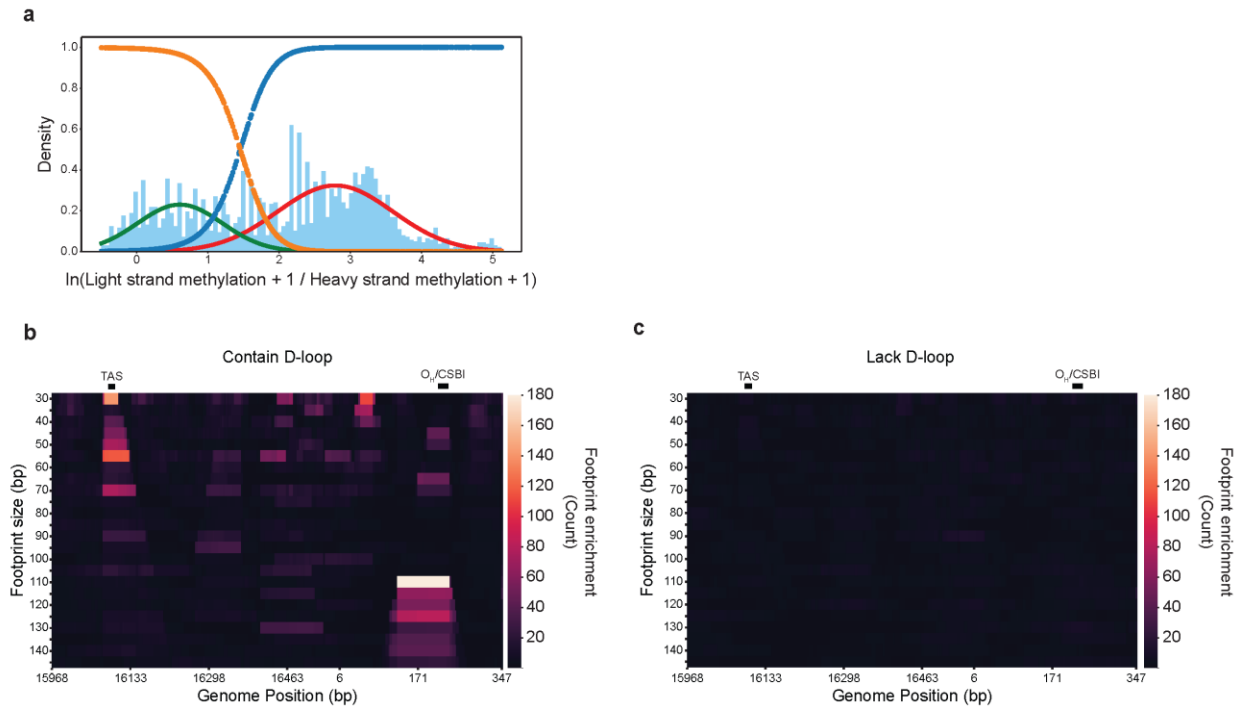 a
1.0
0.8
0.6
0.4
0.2
0.0
Density
0 1 2 3 4 5
ln(Light strand methylation + 1 / Heavy strand methylation + 1)
b
Contain D-loop
TAS
O_H/CSBI
30
40
50
60
70
80
90
100
110
120
130
140
Footprint size (bp)
15968 16133 16298 16463 6 171 347
Genome Position (bp)
180
160
140
120
100
80
60
40
20
Footprint enrichment
(Count)
c
Lack D-loop
TAS
O_H/CSBI
30
40
50
60
70
80
90
100
110
120
130
140
Footprint size (bp)
15968 16133 16298 16463 6 171 347
Genome Position (bp)
180
160
140
120
100
80
60
40
20
Footprint enrichment
(Count)